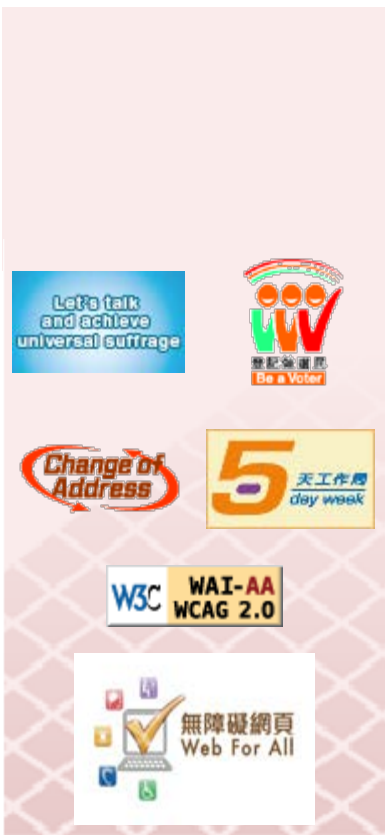 Let's talk
and achieve
universal suffrage
登記做選民
Be a Voter
Change of
Address
5
天工作周
day week
W3C
WAI-AA
WCAG 2.0
無障礙網頁
Web For All